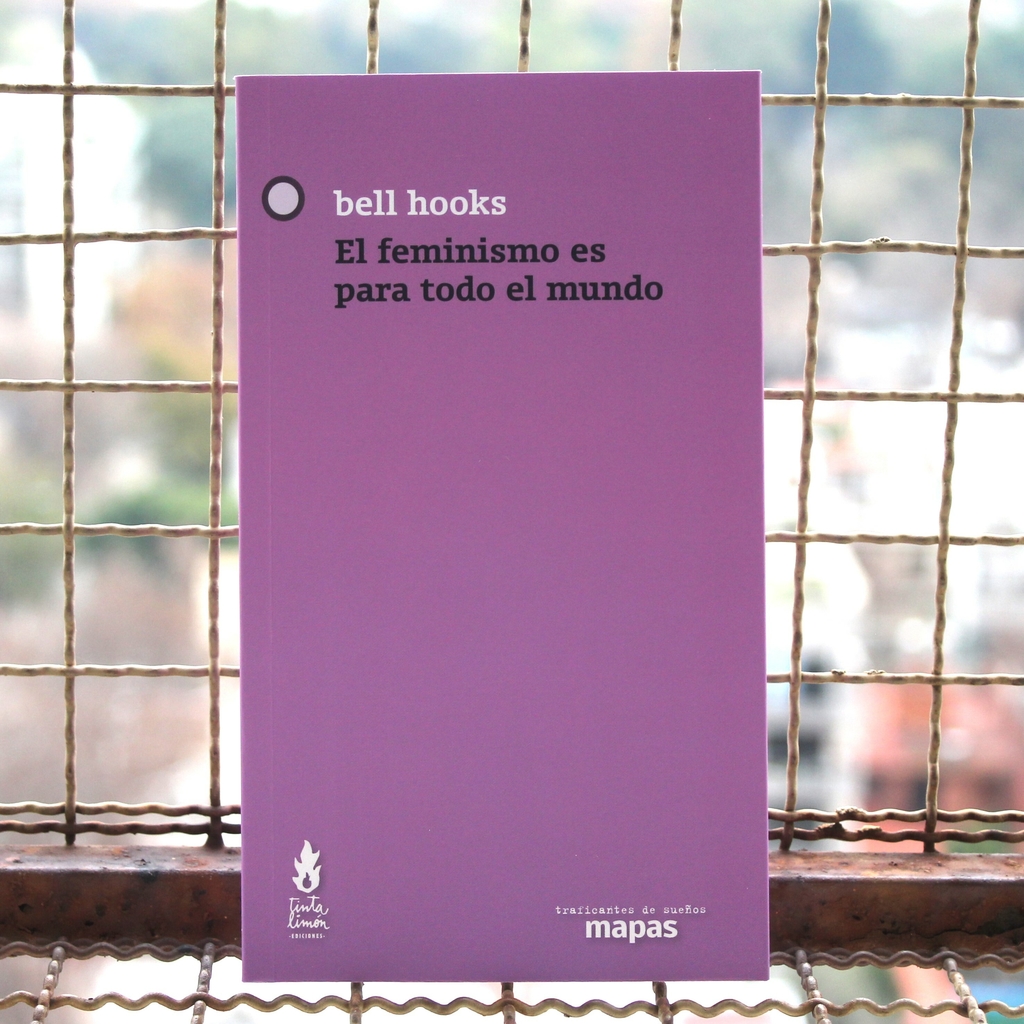 bell hooks
El feminismo es
para todo el mundo
tinta
limón
-EDICIONES-
traficantes de sueños
mapas